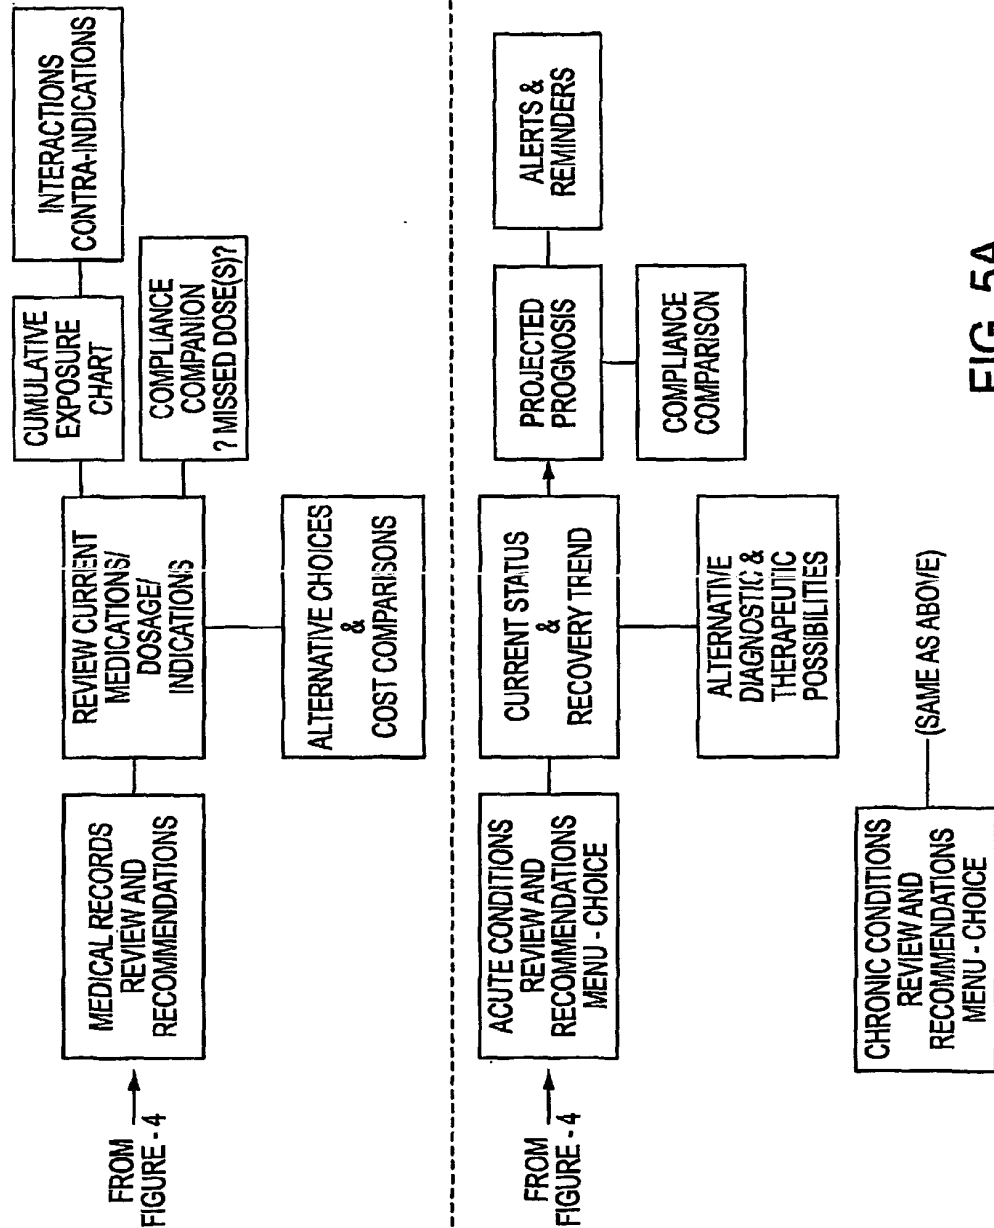 FROM
FIGURE - 4
MEDICAL RECORDS
REVIEW AND
RECOMMENDATIONS
REVIEW CURRENT
MEDICATIONS/
DOSAGE/
INDICATIONS
CUMULATIVE
EXPOSURE
CHART
INTERACTIONS
CONTRA-INDICATIONS
COMPLIANCE
COMPANION
? MISSED DOSE(S)?
ALTERNATIVE CHOICES
&
COST COMPARISONS
FROM
FIGURE - 4
ACUTE CONDITIONS
REVIEW AND
RECOMMENDATIONS
MENU - CHOICE
CURRENT STATUS
&
RECOVERY TREND
PROJECTED
PROGNOSIS
ALERTS &
REMINDERS
COMPLIANCE
COMPARISON
ALTERNATIVE
DIAGNOSTIC &
THERAPEUTIC
POSSIBILITIES
CHRONIC CONDITIONS
REVIEW AND
RECOMMENDATIONS
MENU - CHOICE
(SAME AS ABOVE)
FIG. 5A